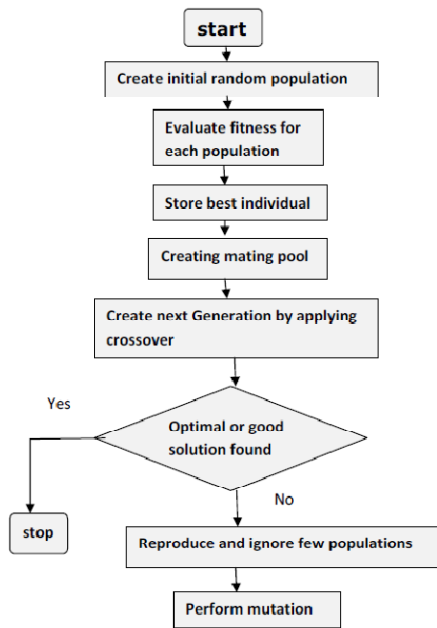 start
Create initial random population
Evaluate fitness for
each population
Store best individual
Creating mating pool
Create next Generation by applying
crossover
Yes
Optimal or good
solution found
No
stop
Reproduce and ignore few populations
Perform mutation